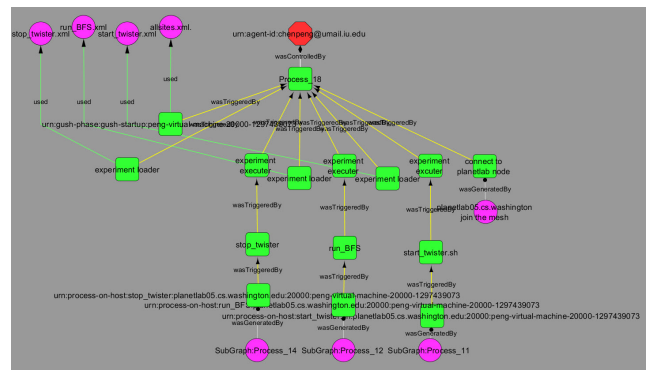 run_BFS.xml
allsites.xml.
stop_twister.xml
start_twister.xml
urn:agent-id:chenpeng@umail.iu.edu
wasControlledBy
Process_18
used
used
used
used
wasTriggeredBy
wasTriggeredBy
wasTriggeredBy
wasTriggeredBy
urn:gush-phase:gush-startup:peng-virtual-machine-20000-1297439073
experiment loader
experiment
executer
experiment loader
experiment
executer
experiment loader
experiment
executer
connect to
planetlab node
wasGeneratedBy
planetlab05.cs.washington
join the mesh
wasTriggeredBy
wasTriggeredBy
wasTriggeredBy
stop_twister
run_BFS
start_twister.sh
wasTriggeredBy
wasTriggeredBy
wasTriggeredBy
urn:process-on-host:stop_twister:planetlab05.cs.washington.edu:20000:peng-virtual-machine-20000-1297439073
urn:process-on-host:run_BFS:planetlab05.cs.washington.edu:20000:peng-virtual-machine-20000-1297439073
urn:process-on-host:start_twister.sh:planetlab05.cs.washington.edu:20000:peng-virtual-machine-20000-1297439073
wasGeneratedBy
wasGeneratedBy
wasGeneratedBy
SubGraph:Process_14
SubGraph:Process_12
SubGraph:Process_11